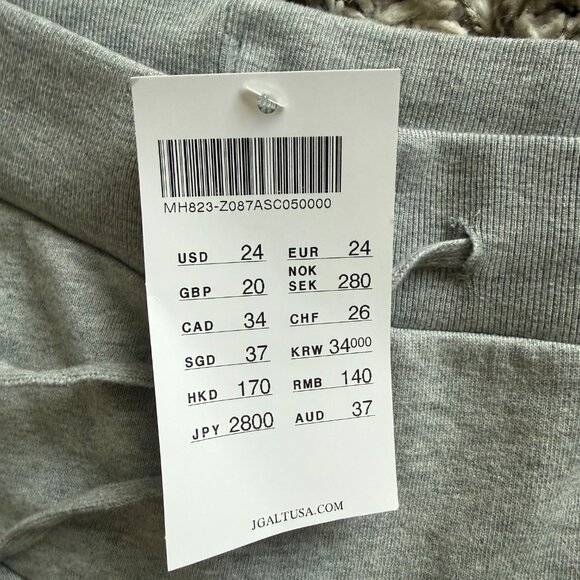 MH823-Z087ASC050000
USD 24 EUR 24
NOK
GBP 20 SEK 280
CAD 34 CHF 26
SGD 37 KRW 34000
HKD 170 RMB 140
JPY 2800 AUD 37
JGALTUSA.COM